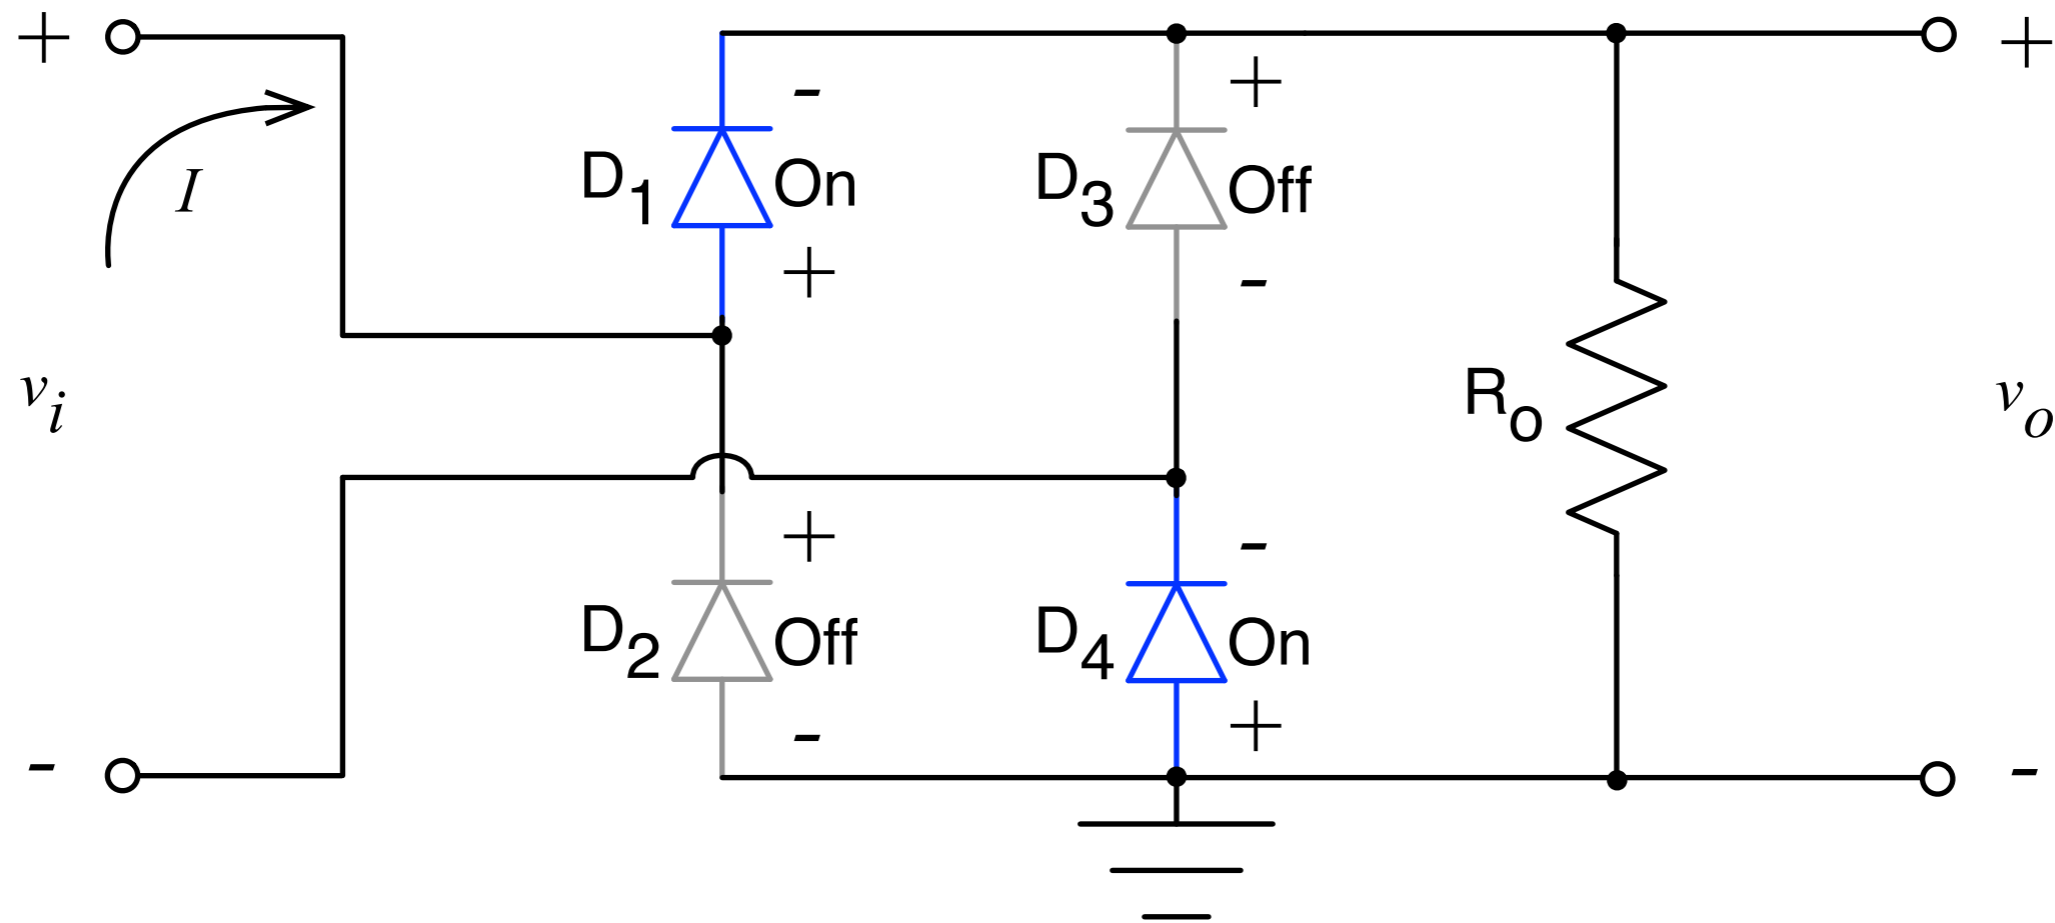 +
+
-
+
D1
On
D3
Off
I
+
-
vi
Ro
vo
+
-
D2
Off
D4
On
-
+
-
-